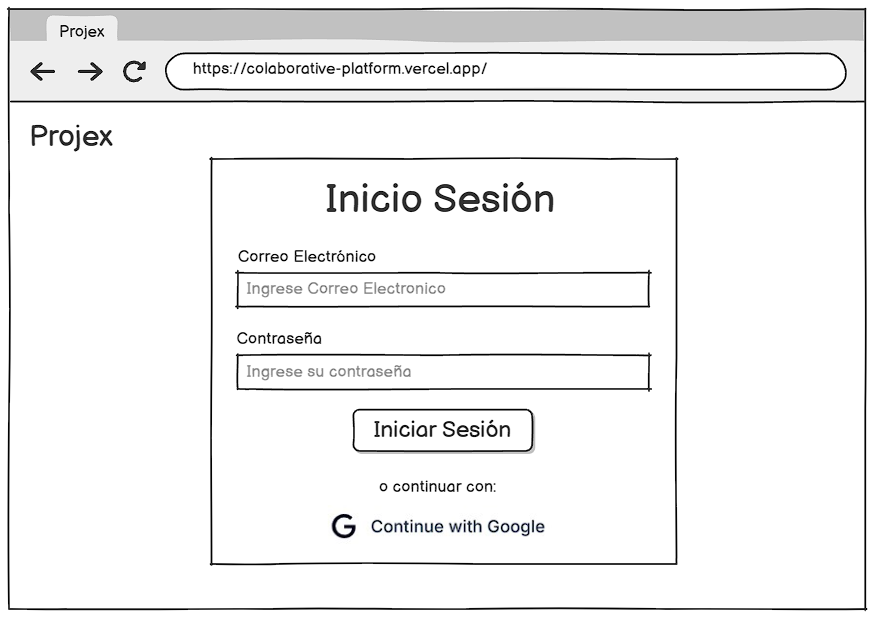 Projex
https://colaborative-platform.vercel.app/
Projex
Inicio Sesión
Correo Electrónico
Ingrese Correo Electronico
Contraseña
Ingrese su contraseña
Iniciar Sesión
o continuar con:
G Continue with Google